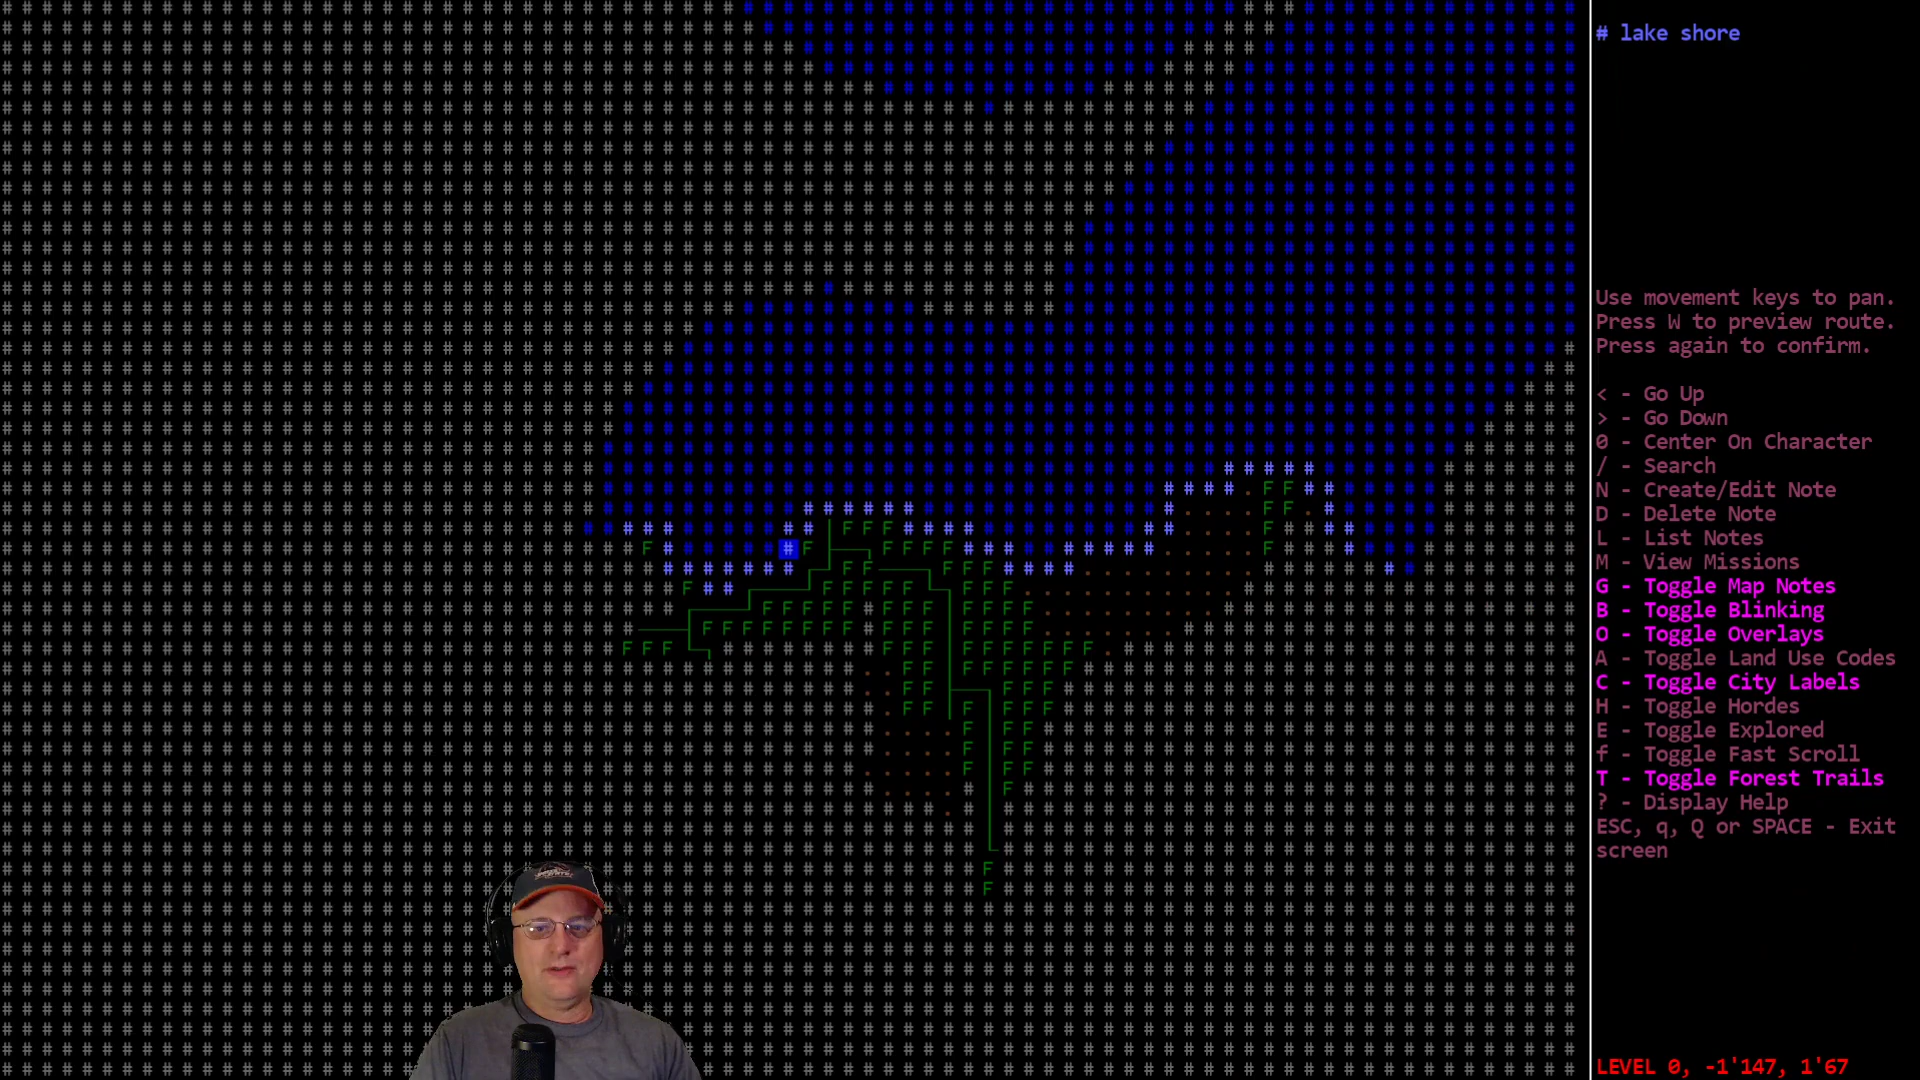 # lake shore
Use movement keys to pan.
Press W to preview route.
Press again to confirm.
< - Go Up
> - Go Down
0 - Center On Character
/ - Search
N - Create/Edit Note
D - Delete Note
L - List Notes
M - View Missions
G - Toggle Map Notes
B - Toggle Blinking
O - Toggle Overlays
A - Toggle Land Use Codes
C - Toggle City Labels
H - Toggle Hordes
E - Toggle Explored
f - Toggle Fast Scroll
T - Toggle Forest Trails
? - Display Help
ESC, q, Q or SPACE - Exit
screen
LEVEL 0, -1'147, 1'67